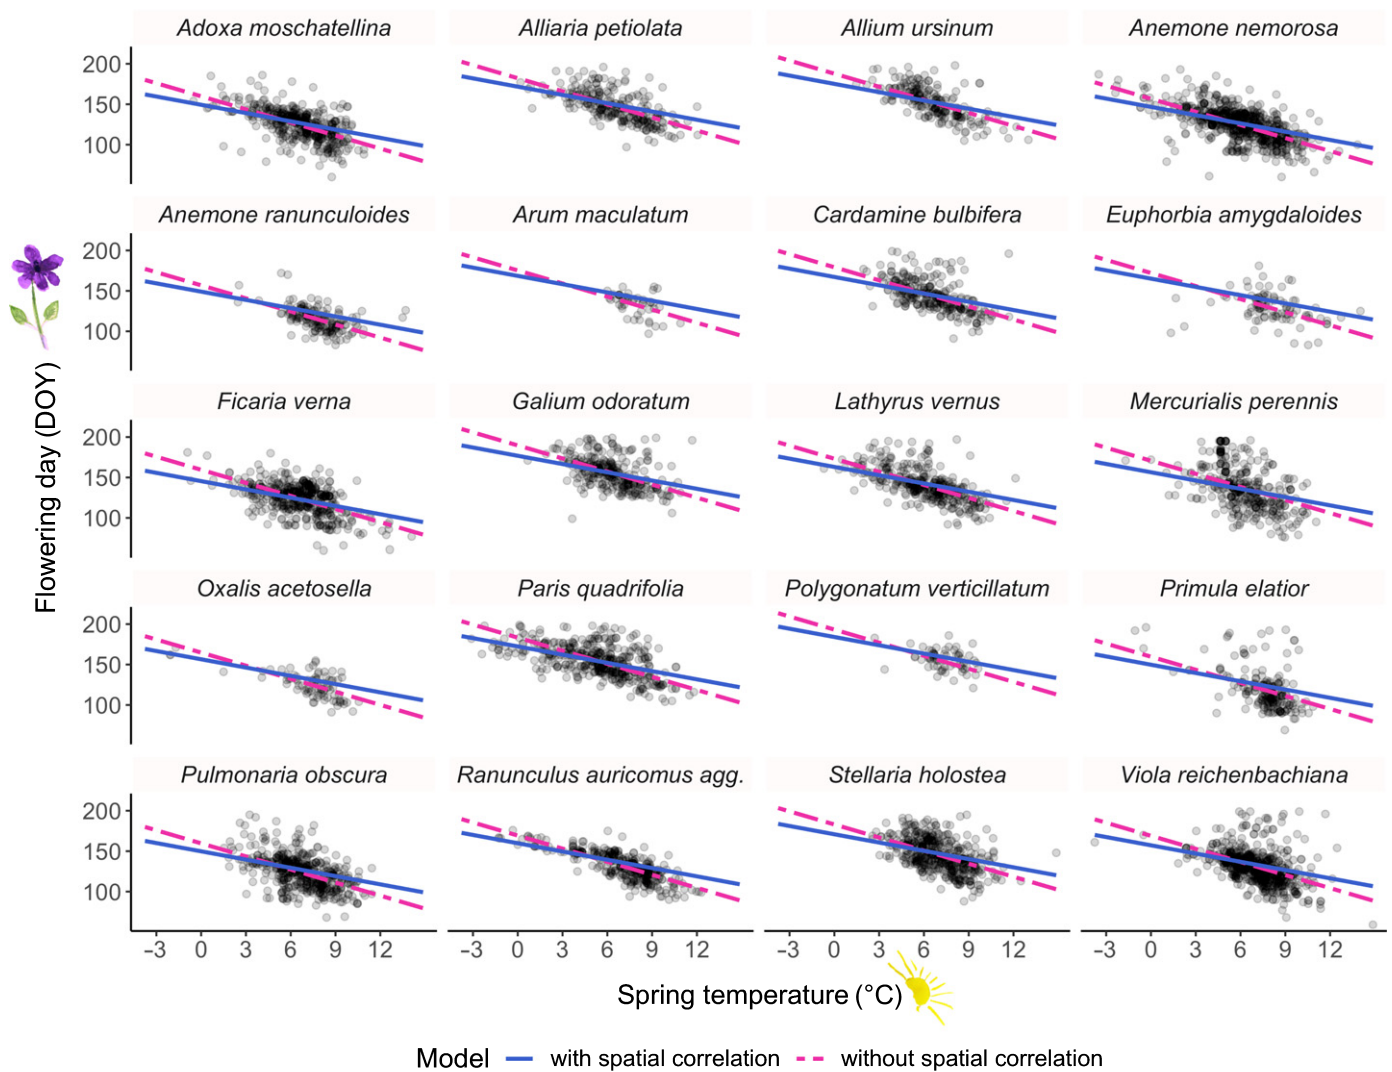 Adoxa moschatellina Alliaria petiolata Allium ursinum Anemone nemorosa
200
150
100
Anemone ranunculoides Arum maculatum Cardamine bulbifera Euphorbia amygdaloides
200
150
100
Flowering day (DOY)
Ficaria verna Galium odoratum Lathyrus vernus Mercurialis perennis
200
150
100
Oxalis acetosella Paris quadrifolia Polygonatum verticillatum Primula elatior
200
150
100
Pulmonaria obscura Ranunculus auricomus agg. Stellaria holostea Viola reichenbachiana
200
150
100
−3 0 3 6 9 12 −3 0 3 6 9 12 −3 0 3 6 9 12 −3 0 3 6 9 12
Spring temperature (°C)
Model with spatial correlation without spatial correlation